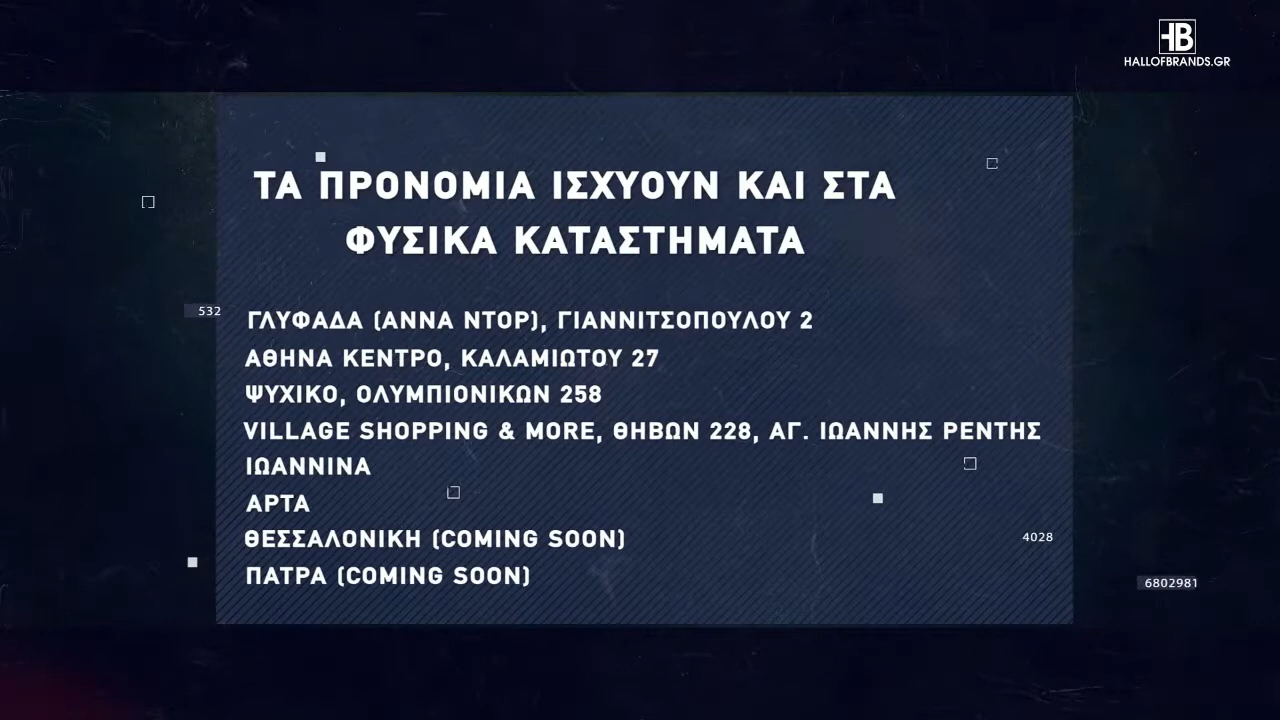 HB
HALLOFBRANDS.GR
ΤΑ ΠΡΟΝΟΜΙΑ ΙΣΧΥΟΥΝ ΚΑΙ ΣΤΑ
ΦΥΣΙΚΑ ΚΑΤΑΣΤΗΜΑΤΑ
532
ΓΛΥΦΑΔΑ (ΑΝΝΑ ΝΤΟΡ), ΓΙΑΝΝΙΤΣΟΠΟΥΛΟΥ 2
ΑΘΗΝΑ ΚΕΝΤΡΟ, ΚΑΛΑΜΙΩΤΟΥ 27
ΨΥΧΙΚΟ, ΟΛΥΜΠΙΟΝΙΚΩΝ 258
VILLAGE SHOPPING & MORE, ΘΗΒΩΝ 228, ΑΓ. ΙΩΑΝΝΗΣ ΡΕΝΤΗΣ
ΙΩΑΝΝΙΝΑ
ΑΡΤΑ
ΘΕΣΣΑΛΟΝΙΚΗ (COMING SOON)
4028
ΠΑΤΡΑ (COMING SOON)
6802981